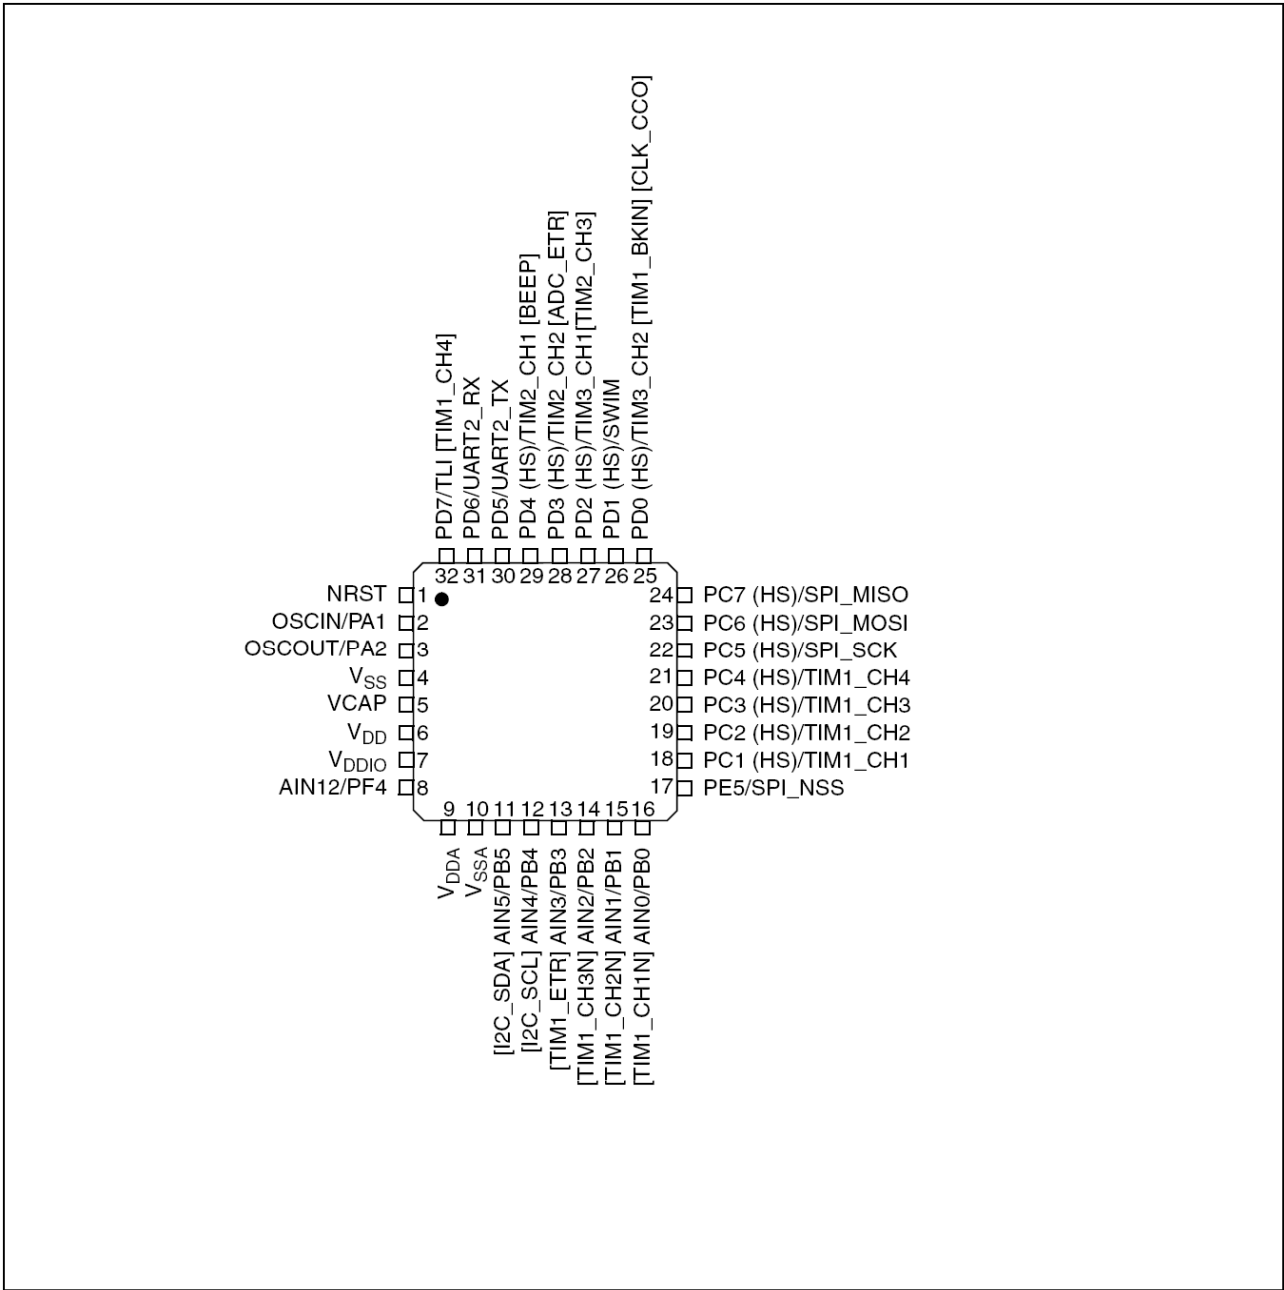 PD7/TLI [TIM1_CH4]
PD6/UART2_RX
PD5/UART2_TX
PD4 (HS)/TIM2_CH1 [BEEP]
PD3 (HS)/TIM2_CH2 [ADC_ETR]
PD2 (HS)/TIM3_CH1[TIM2_CH3]
PD1 (HS)/SWIM
PD0 (HS)/TIM3_CH2 [TIM1_BKIN] [CLK_CCO]
32 31 30 29 28 27 26 25
NRST 1
OSCIN/PA1 2
OSCOUT/PA2 3
VSS 4
VCAP 5
VDD 6
VDDIO 7
AIN12/PF4 8
24 PC7 (HS)/SPI_MISO
23 PC6 (HS)/SPI_MOSI
22 PC5 (HS)/SPI_SCK
21 PC4 (HS)/TIM1_CH4
20 PC3 (HS)/TIM1_CH3
19 PC2 (HS)/TIM1_CH2
18 PC1 (HS)/TIM1_CH1
17 PE5/SPI_NSS
9 10 11 12 13 14 15 16
VDDA
VSSA
[I2C_SDA] AIN5/PB5
[I2C_SCL] AIN4/PB4
[TIM1_ETR] AIN3/PB3
[TIM1_CH3N] AIN2/PB2
[TIM1_CH2N] AIN1/PB1
[TIM1_CH1N] AIN0/PB0